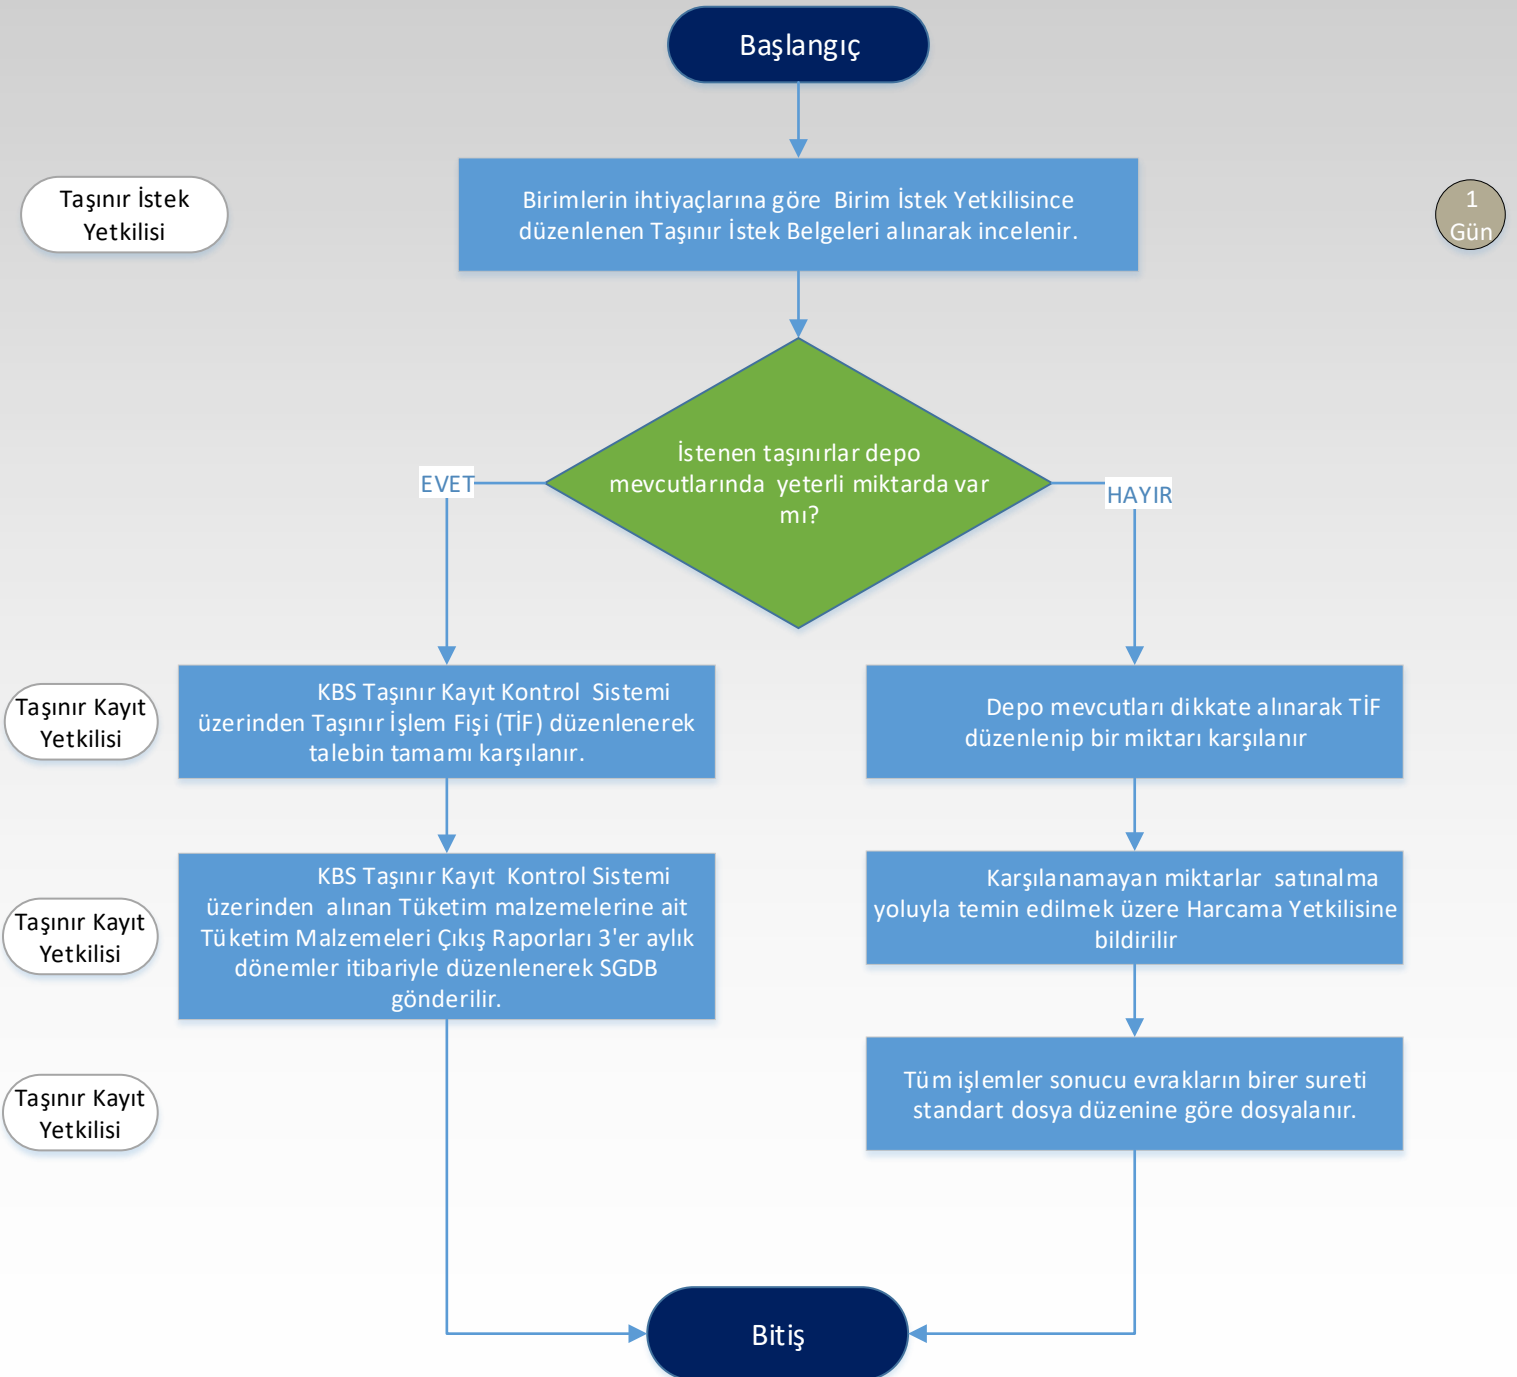 Başlangıç
Taşınır İstek
Yetkilisi
Birimlerin ihtiyaçlarına göre Birim İstek Yetkilisince
düzenlenen Taşınır İstek Belgeleri alınarak incelenir.
1
Gün
İstenen taşınırlar depo
mevcutlarında yeterli miktarda var
mı?
EVET
HAYIR
Taşınır Kayıt
Yetkilisi
KBS Taşınır Kayıt Kontrol Sistemi
üzerinden Taşınır İşlem Fişi (TİF) düzenlenerek
talebin tamamı karşılanır.
Depo mevcutları dikkate alınarak TİF
düzenlenip bir miktarı karşılanır
Taşınır Kayıt
Yetkilisi
KBS Taşınır Kayıt Kontrol Sistemi
üzerinden alınan Tüketim malzemelerine ait
Tüketim Malzemeleri Çıkış Raporları 3'er aylık
dönemler itibariyle düzenlenerek SGDB
gönderilir.
Karşılanamayan miktarlar satınalma
yoluyla temin edilmek üzere Harcama Yetkilisine
bildirilir
Taşınır Kayıt
Yetkilisi
Tüm işlemler sonucu evrakların birer sureti
standart dosya düzenine göre dosyalanır.
Bitiş